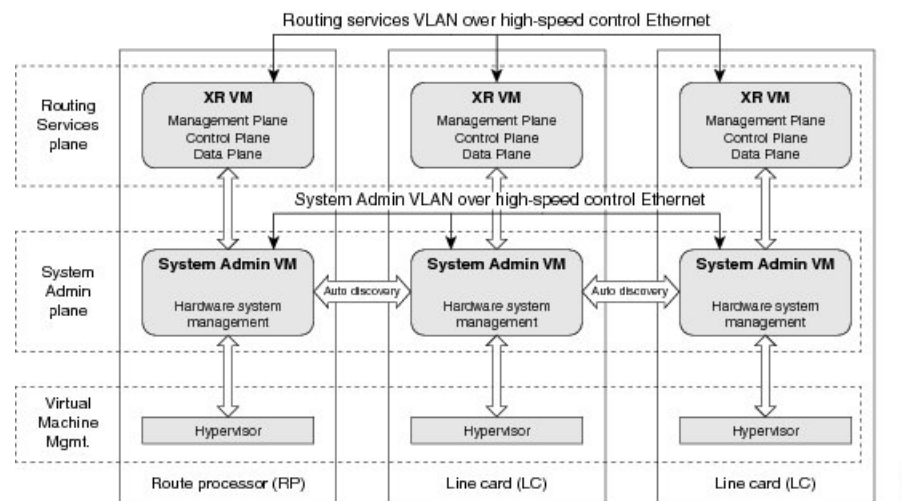 Routing services VLAN over high-speed control Ethernet
Routing
Services
plane
XR VM
Management Plane
Control Plane
Data Plane
XR VM
Management Plane
Control Plane
Data Plane
XR VM
Management Plane
Control Plane
Data Plane
System Admin VLAN over high-speed control Ethernet
System
Admin
plane
System Admin VM
Hardware system
management
Auto discovery
System Admin VM
Hardware system
management
Auto discovery
System Admin VM
Hardware system
management
Virtual
Machine
Mgmt.
Hypervisor
Hypervisor
Hypervisor
Route processor (RP)
Line card (LC)
Line card (LC)